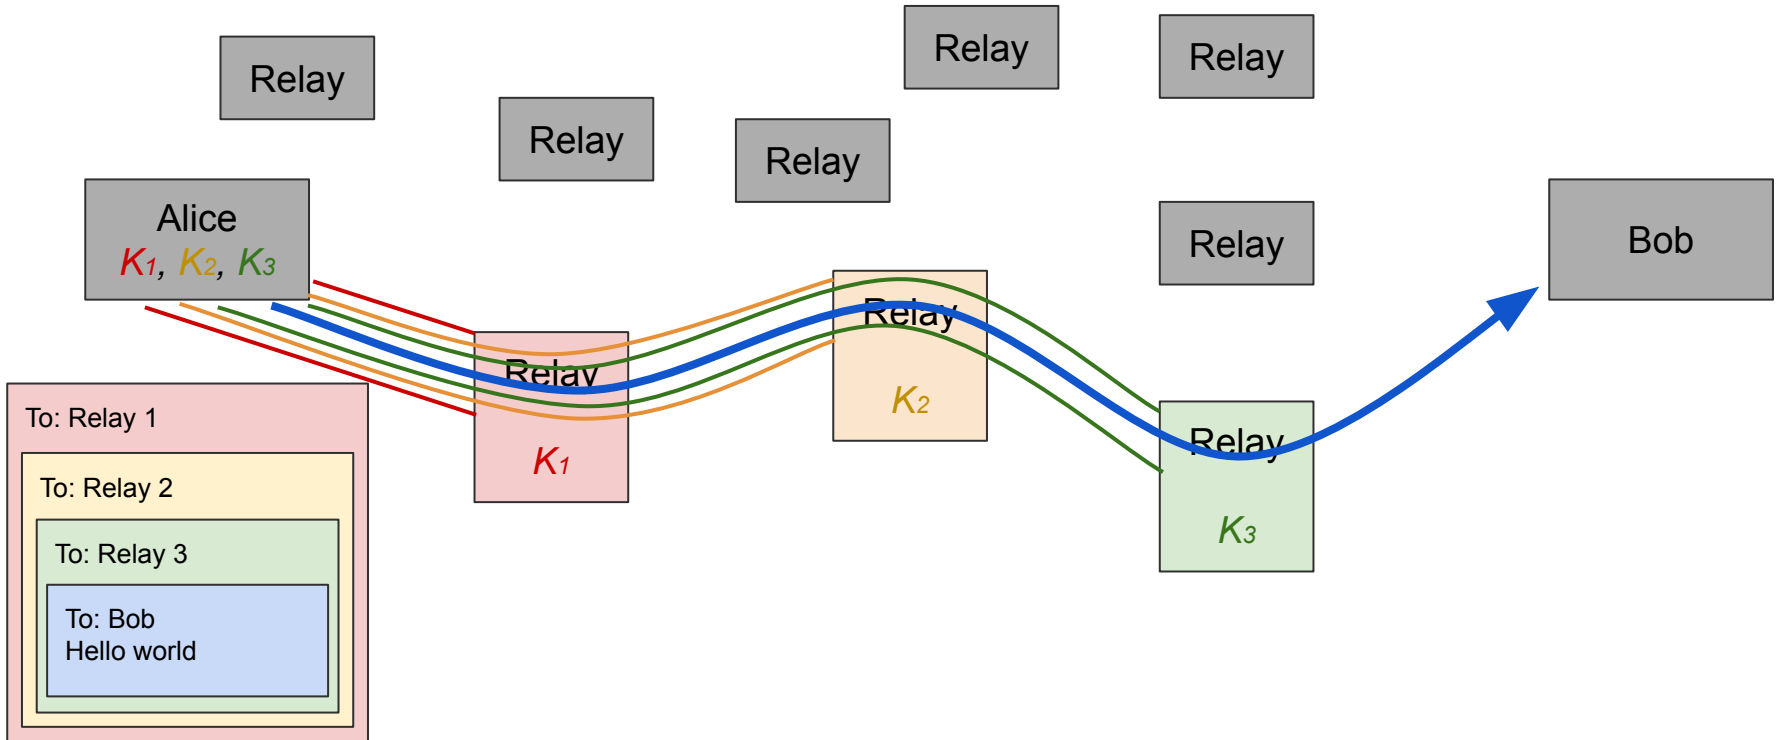 Relay
Relay
Relay
Relay
Relay
Relay
Alice
K1, K2, K3
Bob
Relay
K1
Relay
K2
Relay
K3
To: Relay 1
To: Relay 2
To: Relay 3
To: Bob
Hello world